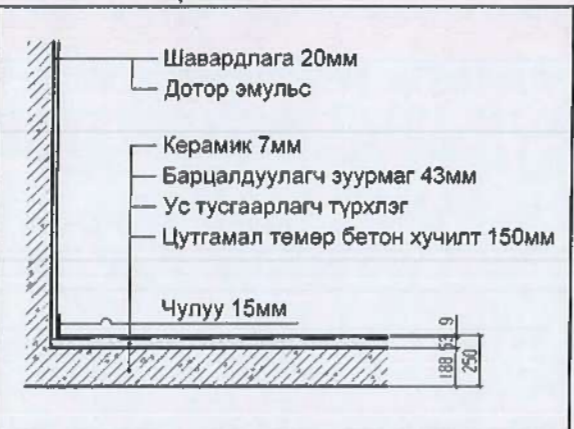 Шавардлага 20мм
Дотор эмульс
Керамик 7мм
Барцалдуулагч зуурмаг 43мм
Ус тусгаарлагч түрхлэг
Цутгамал төмөр бетон хучилт 150мм
Чулуу 15мм
9
53
188
250